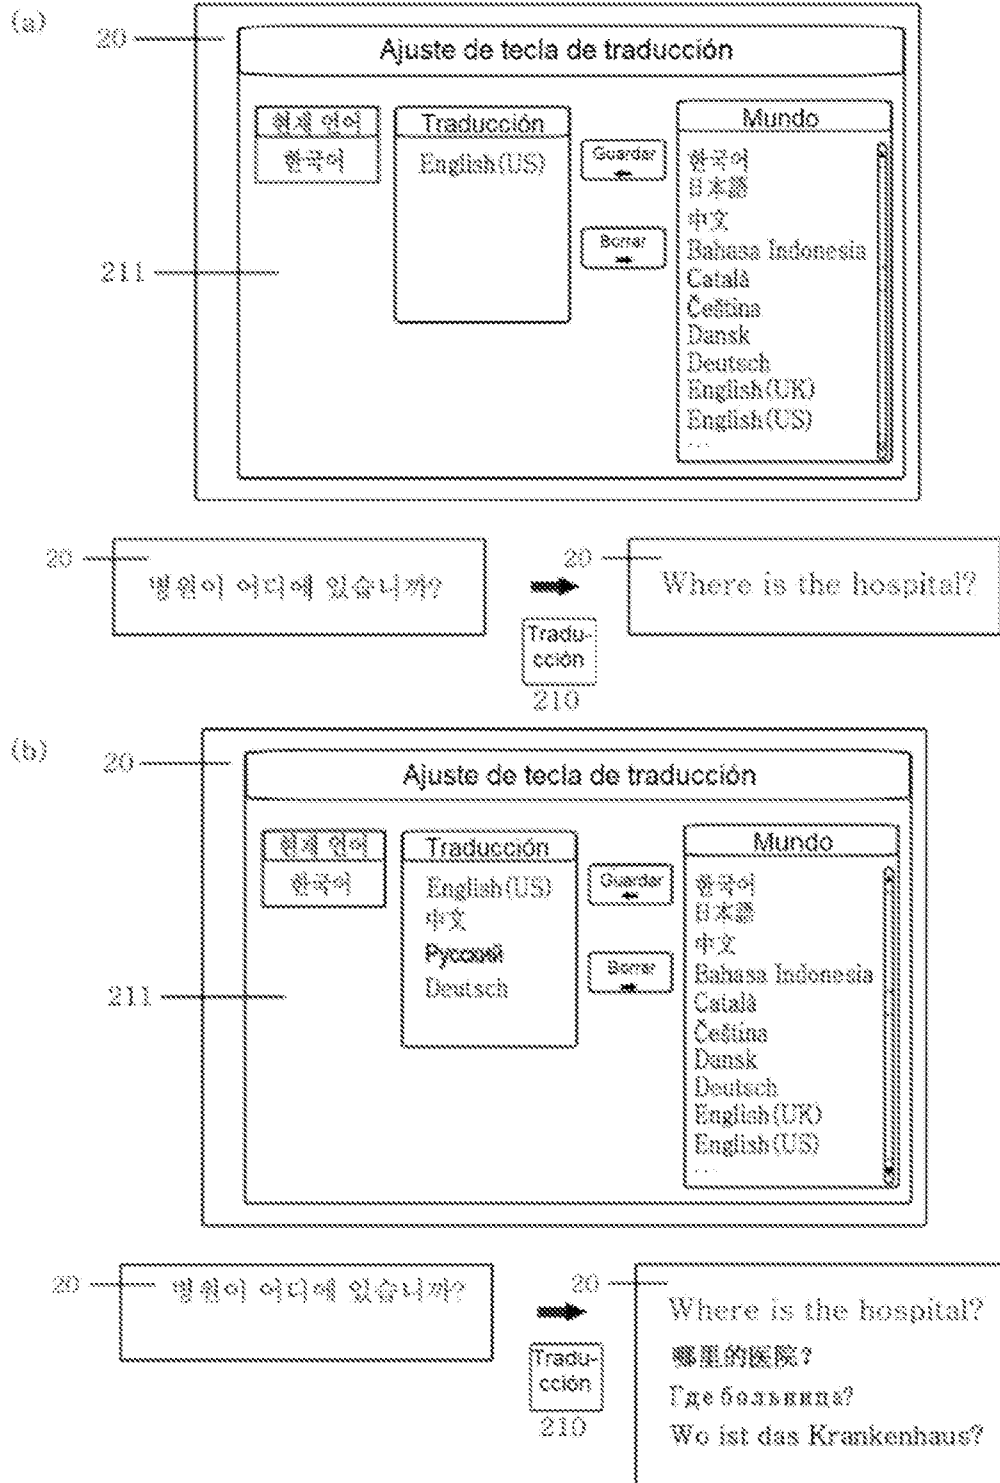 (a)
20
Ajuste de tecla de traducción
현재 언어
한국어
Traducción
English(US)
Guardar
Borrar
Mundo
한국어
日本語
中文
Bahasa Indonesia
Català
Čeština
Dansk
Deutsch
English(UK)
English(US)
...
211
20
병원이 어디에 있습니까?
Tradu-
cción
210
20
Where is the hospital?
(b)
20
Ajuste de tecla de traducción
현재 언어
한국어
Traducción
English(US)
中文
Русский
Deutsch
Guardar
Borrar
Mundo
한국어
日本語
中文
Bahasa Indonesia
Català
Čeština
Dansk
Deutsch
English(UK)
English(US)
...
211
20
병원이 어디에 있습니까?
Tradu-
cción
210
20
Where is the hospital?
哪里的医院?
Где больница?
Wo ist das Krankenhaus?